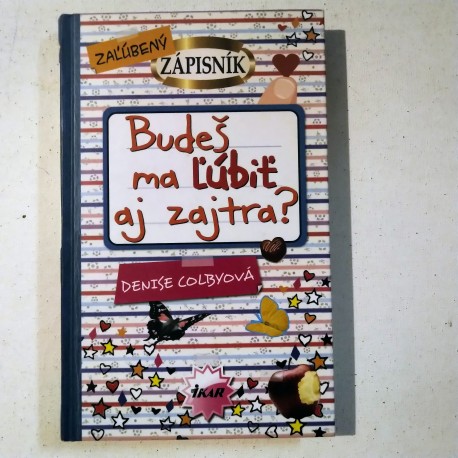 ZAĽÚBENÝ
ZÁPISNÍK
Budeš
ma ľúbiť
aj zajtra?
DENISE COLBYOVÁ
IKAR